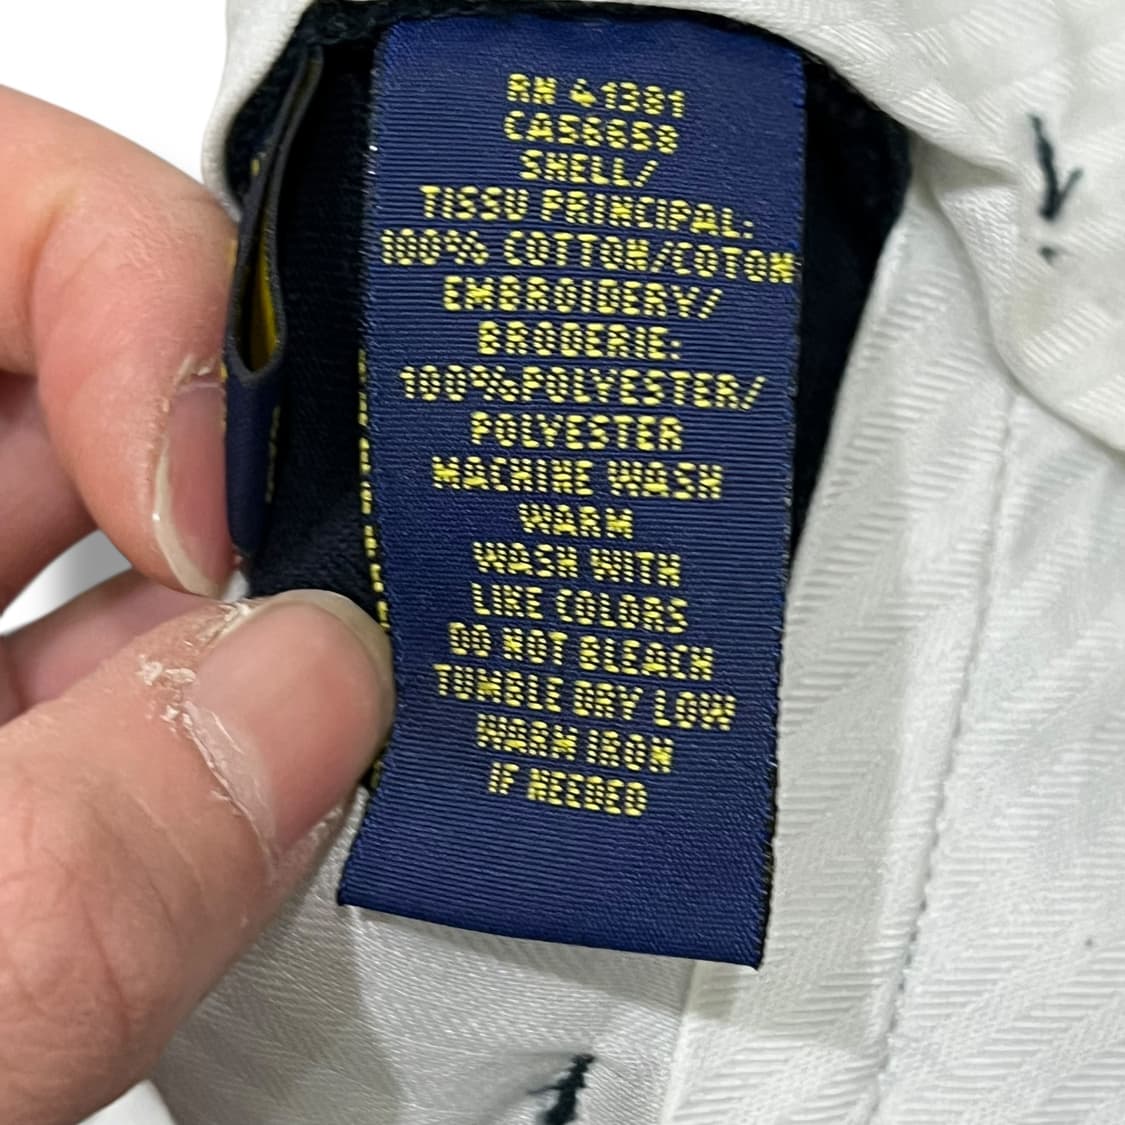 RN 41381
CA56658
SHELL/
TISSU PRINCIPAL:
100% COTTON/COTON
EMBROIDERY/
BRODERIE:
100%POLYESTER/
POLYESTER
MACHINE WASH
WARM
WASH WITH
LIKE COLORS
DO NOT BLEACH
TUMBLE DRY LOW
WARM IRON
IF NEEDED